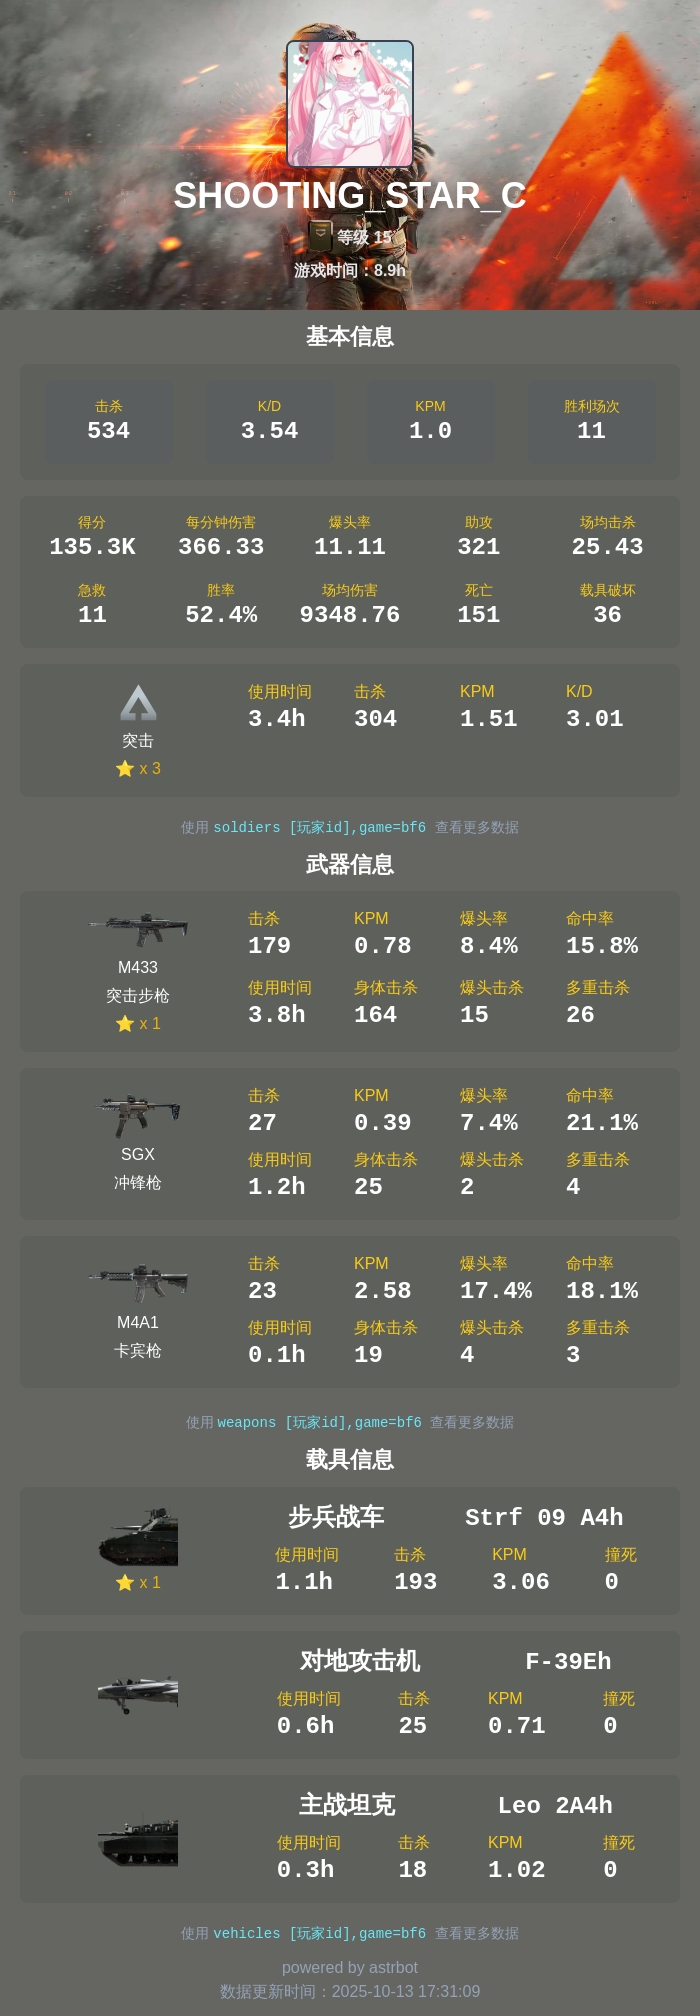 SHOOTING_STAR_C
等级 15
游戏时间：8.9h
基本信息
击杀 K/D KPM 胜利场次
534 3.54 1.0 11
得分 每分钟伤害 爆头率 助攻 场均击杀
135.3K 366.33 11.11 321 25.43
急救 胜率 场均伤害 死亡 载具破坏
11 52.4% 9348.76 151 36
使用时间 击杀 KPM K/D
3.4h 304 1.51 3.01
突击
⭐ x 3
使用 soldiers [玩家id],game=bf6 查看更多数据
武器信息
击杀 KPM 爆头率 命中率
179 0.78 8.4% 15.8%
M433
使用时间 身体击杀 爆头击杀 多重击杀
突击步枪
3.8h 164 15 26
⭐ x 1
击杀 KPM 爆头率 命中率
27 0.39 7.4% 21.1%
SGX
使用时间 身体击杀 爆头击杀 多重击杀
冲锋枪
1.2h 25 2 4
击杀 KPM 爆头率 命中率
23 2.58 17.4% 18.1%
M4A1
使用时间 身体击杀 爆头击杀 多重击杀
卡宾枪
0.1h 19 4 3
使用 weapons [玩家id],game=bf6 查看更多数据
载具信息
步兵战车 Strf 09 A4h
使用时间 击杀 KPM 撞死
1.1h 193 3.06 0
⭐ x 1
对地攻击机 F-39Eh
使用时间 击杀 KPM 撞死
0.6h 25 0.71 0
主战坦克 Leo 2A4h
使用时间 击杀 KPM 撞死
0.3h 18 1.02 0
使用 vehicles [玩家id],game=bf6 查看更多数据
powered by astrbot
数据更新时间：2025-10-13 17:31:09